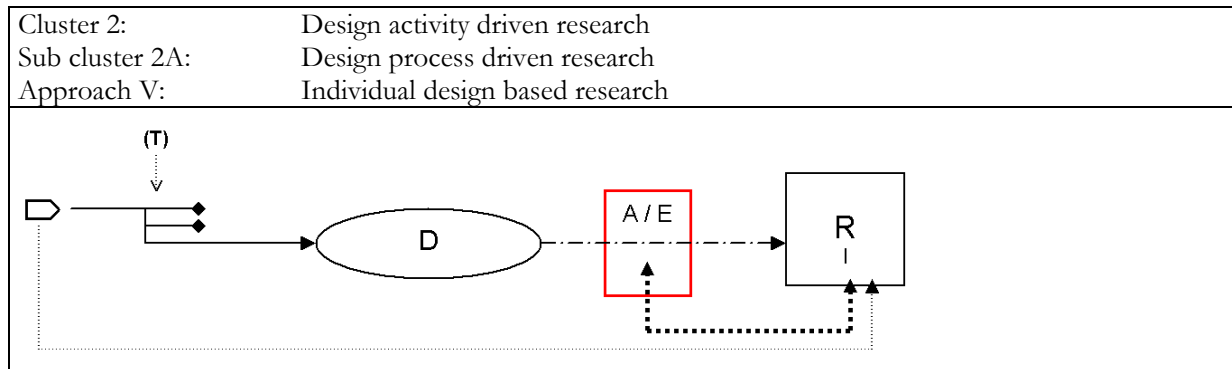 Cluster 2: Design activity driven research
Sub cluster 2A: Design process driven research
Approach V: Individual design based research
(T)
A / E
D
R
I